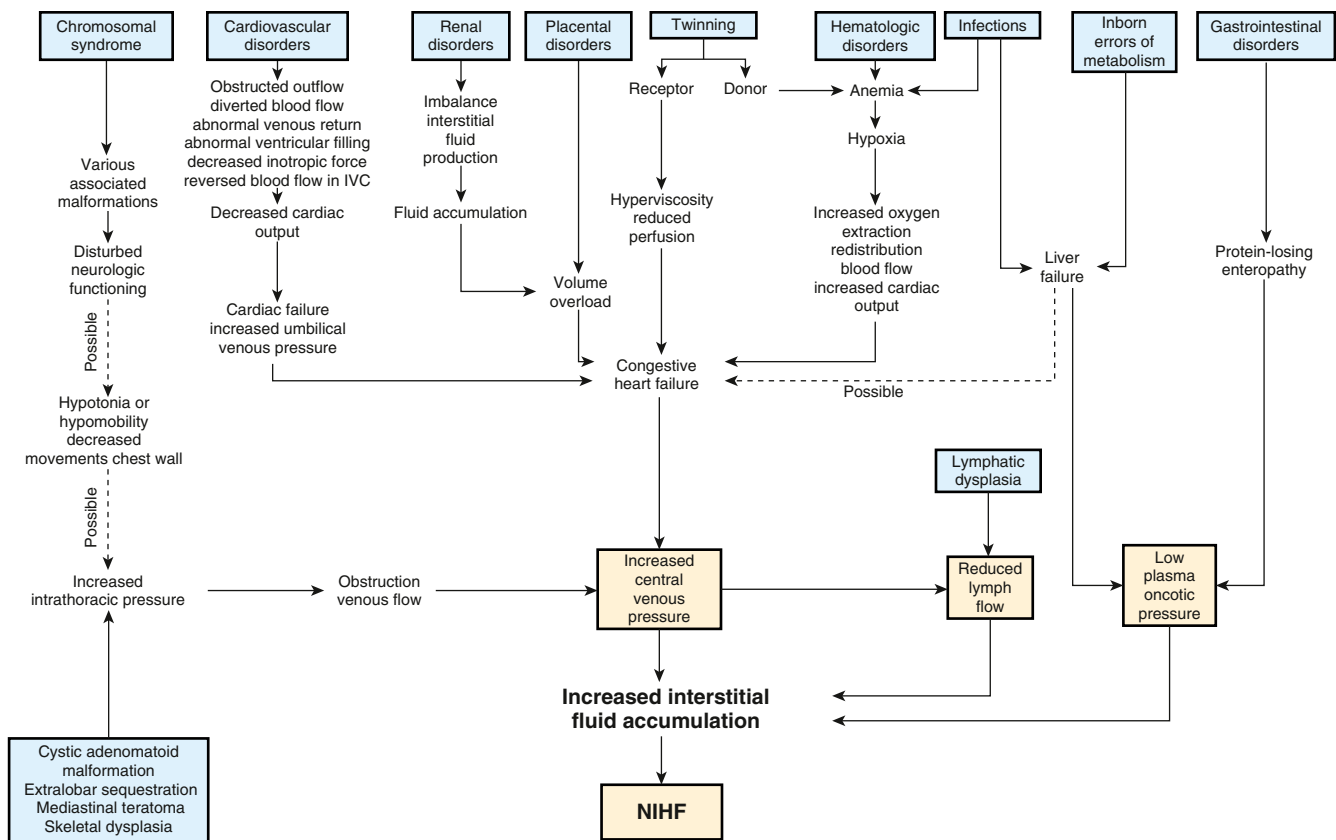 Chromosomal
syndrome
Cardiovascular
disorders
Renal
disorders
Placental
disorders
Twinning
Hematologic
disorders
Infections
Inborn
errors of
metabolism
Gastrointestinal
disorders
Obstructed outflow
diverted blood flow
abnormal venous return
abnormal ventricular filling
decreased inotropic force
reversed blood flow in IVC
Imbalance
interstitial
fluid
production
Receptor
Donor
Anemia
Hypoxia
Various
associated
malformations
Decreased cardiac
output
Fluid accumulation
Hyperviscosity
reduced
perfusion
Increased oxygen
extraction
redistribution
blood flow
increased cardiac
output
Disturbed
neurologic
functioning
Liver
failure
Protein-losing
enteropathy
Volume
overload
Cardiac failure
increased umbilical
venous pressure
Possible
Congestive
heart failure
Possible
Hypotonia or
hypomobility
decreased
movements chest wall
Possible
Lymphatic
dysplasia
Increased
intrathoracic pressure
Obstruction
venous flow
Increased
central
venous
pressure
Reduced
lymph
flow
Low
plasma
oncotic
pressure
Increased interstitial
fluid accumulation
Cystic adenomatoid
malformation
Extralobar sequestration
Mediastinal teratoma
Skeletal dysplasia
NIHF